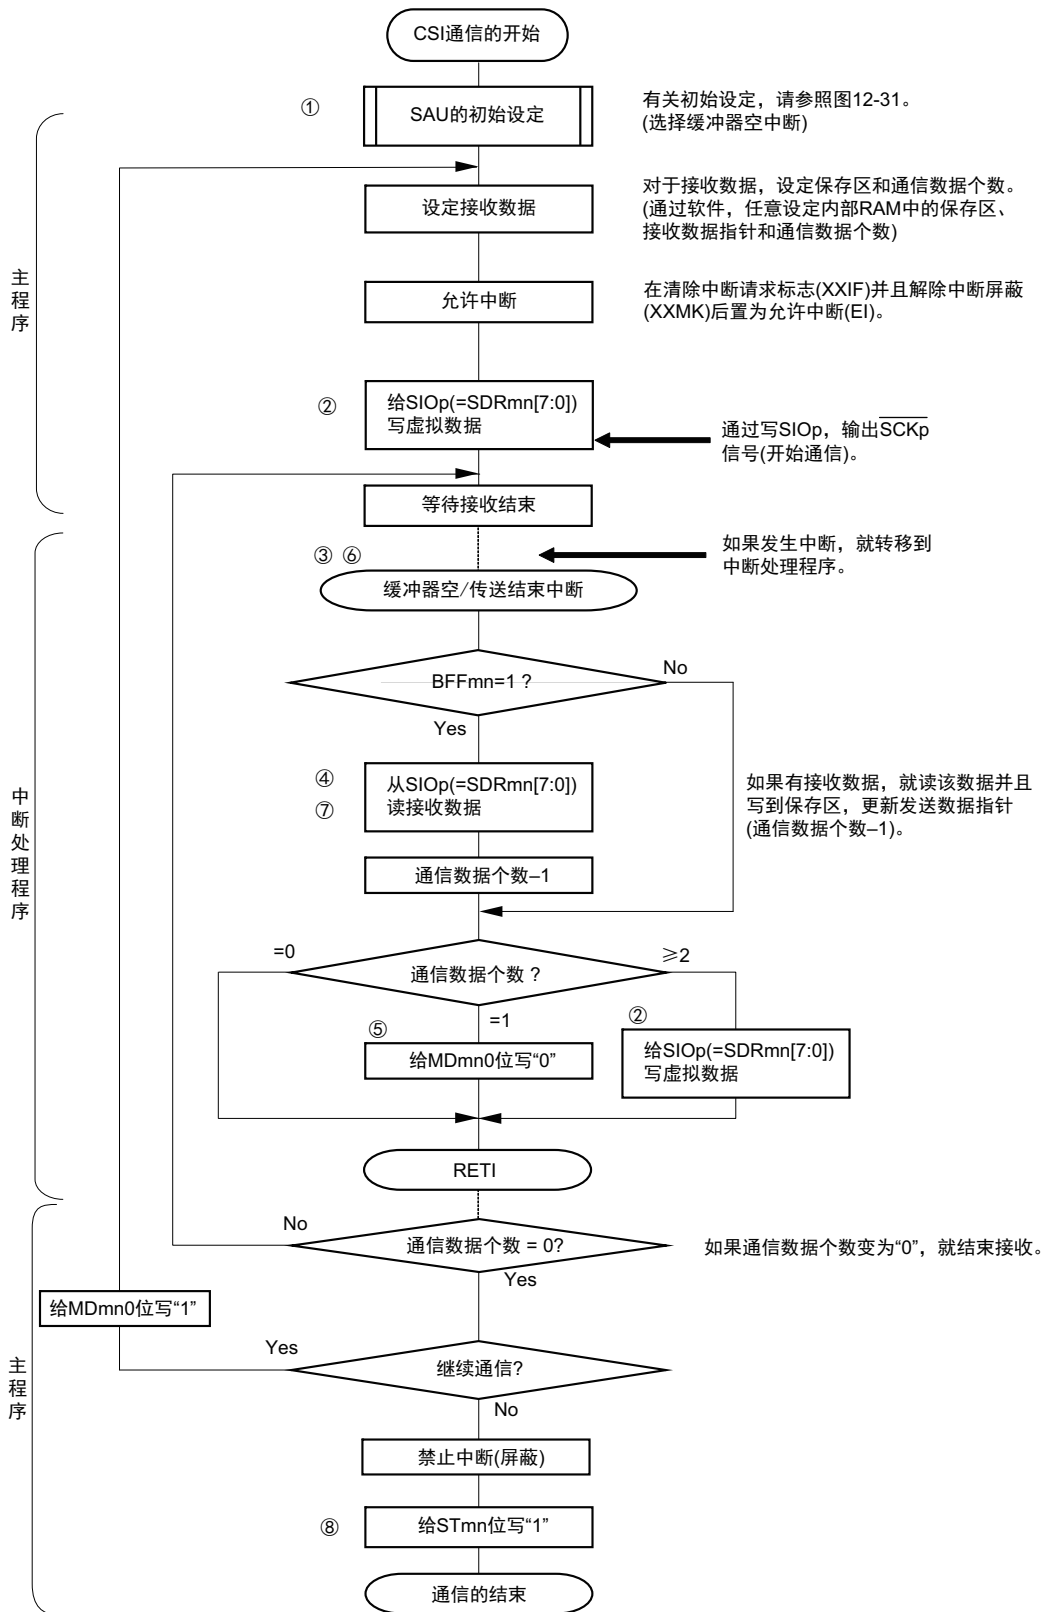 CSI通信的开始
①
SAU的初始设定
有关初始设定，请参照图12-31。
(选择缓冲器空中断)
设定接收数据
对于接收数据，设定保存区和通信数据个数。
(通过软件，任意设定内部RAM中的保存区、
接收数据指针和通信数据个数)
主程序
允许中断
在清除中断请求标志(XXIF)并且解除中断屏蔽
(XXMK)后置为允许中断(EI)。
②
给SIOp(=SDRmn[7:0])
写虚拟数据
通过写SIOp，输出SCKp
信号(开始通信)。
等待接收结束
如果发生中断，就转移到
中断处理程序。
③ ⑥
缓冲器空/传送结束中断
BFFmn=1？
No
Yes
④
⑦
从SIOp(=SDRmn[7:0])
读接收数据
如果有接收数据，就读该数据并且
写到保存区，更新发送数据指针
(通信数据个数–1)。
中断处理程序
通信数据个数–1
=0
通信数据个数？
≥2
=1
⑤
给MDmn0位写“0”
②
给SIOp(=SDRmn[7:0])
写虚拟数据
RETI
No
通信数据个数 = 0?
如果通信数据个数变为“0”，就结束接收。
Yes
给MDmn0位写“1”
Yes
继续通信?
主程序
No
禁止中断(屏蔽)
⑧
给STmn位写“1”
通信的结束